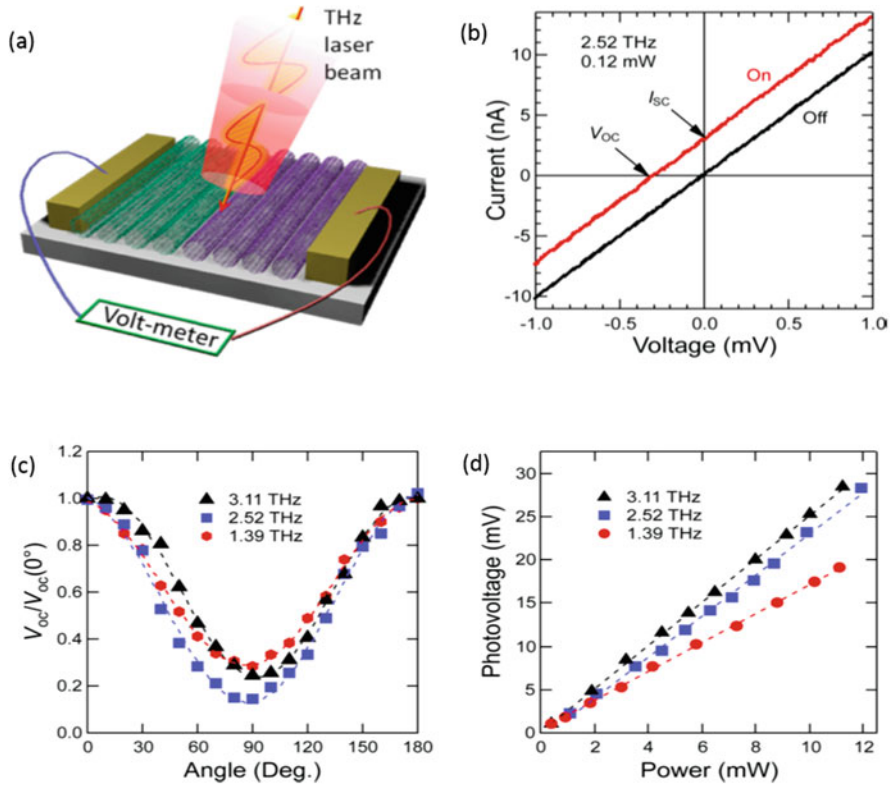 (a)
THz
laser
beam
Volt-meter
(b)
2.52 THz
0.12 mW
On
Off
I_SC
V_OC
Current (nA)
10
5
0
-5
-10
-1.0 -0.5 0.0 0.5 1.0
Voltage (mV)
(c)
3.11 THz
2.52 THz
1.39 THz
V_oc/V_oc(0°)
1.2
1.0
0.8
0.6
0.4
0.2
0.0
0 30 60 90 120 150 180
Angle (Deg.)
(d)
3.11 THz
2.52 THz
1.39 THz
Photovoltage (mV)
30
25
20
15
10
5
0
0 2 4 6 8 10 12
Power (mW)